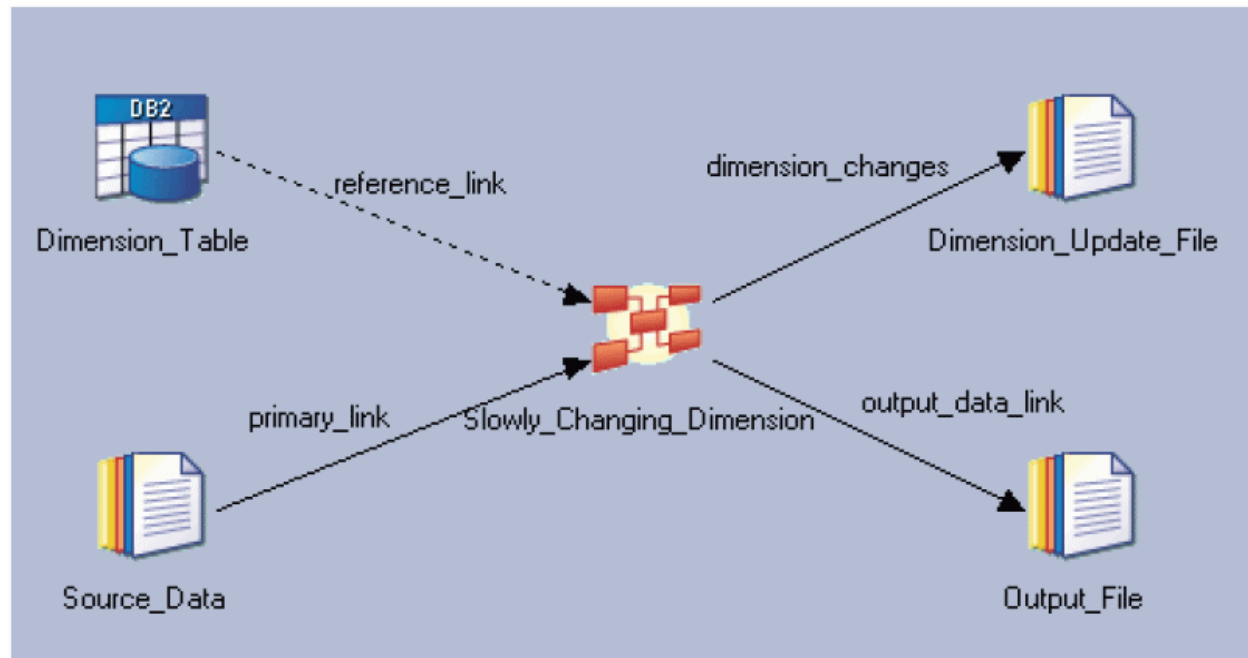 DB2
Dimension_Table
reference_link
dimension_changes
Dimension_Update_File
primary_link
Slowly_Changing_Dimension
output_data_link
Source_Data
Output_File